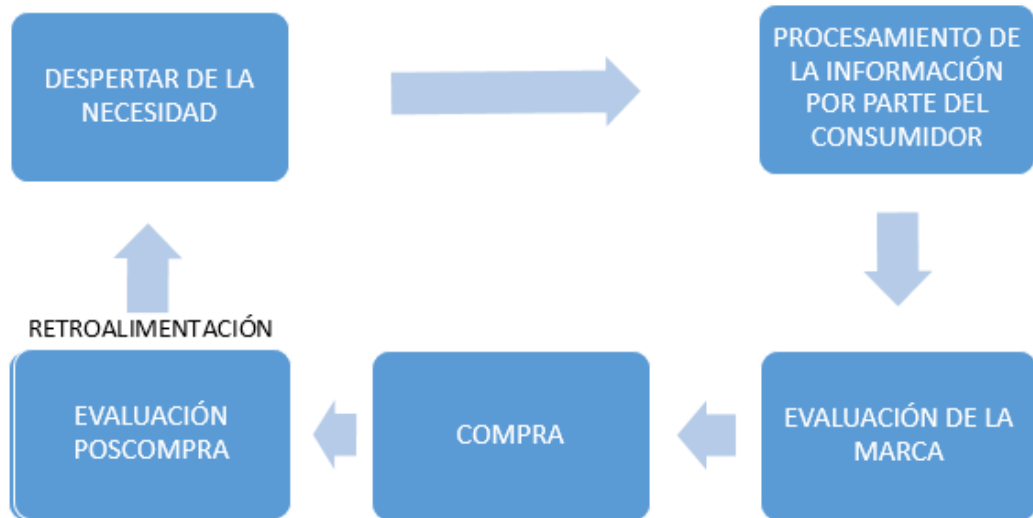 DESPERTAR DE LA
NECESIDAD
PROCESAMIENTO DE
LA INFORMACIÓN
POR PARTE DEL
CONSUMIDOR
EVALUACIÓN DE LA
MARCA
COMPRA
EVALUACIÓN
POSCOMPRA
RETROALIMENTACIÓN